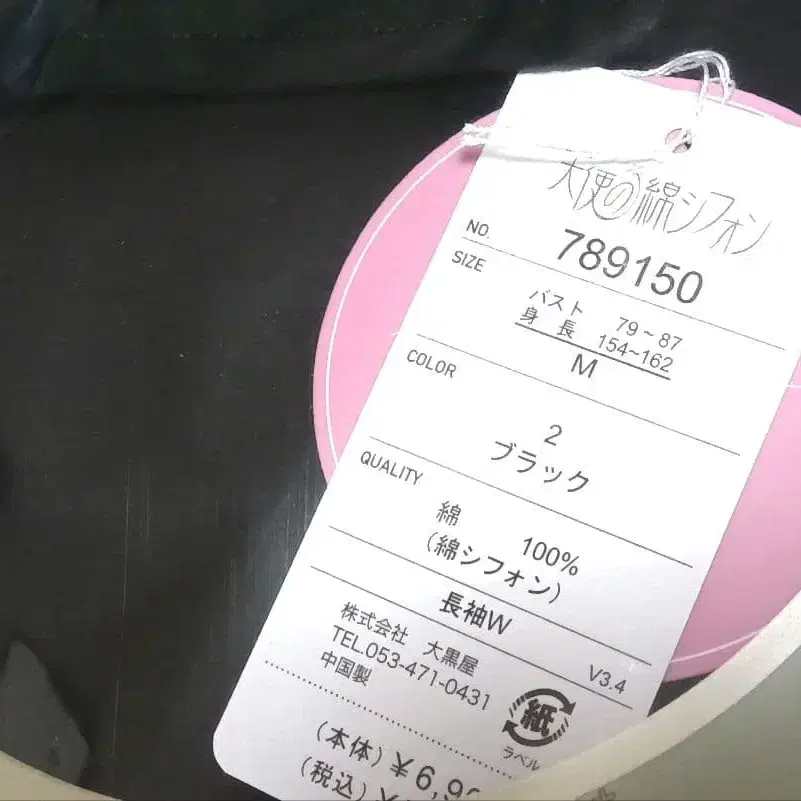 天使の綿シフォン
NO.
789150
SIZE
バスト 79～87
身長 154~162
M
COLOR
2
ブラック
QUALITY
綿 100%
(綿シフォン)
長袖W
株式会社 大黒屋
TEL.053-471-0431
中国製
V3.4
紙
ラベル
(本体) ¥6,9
(税込) ¥